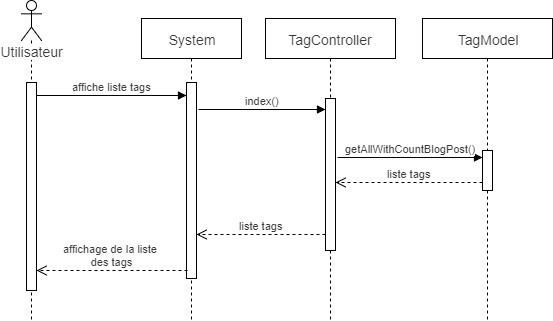 Utilisateur
System
TagController
TagModel
affiche liste tags
index()
getAllWithCountBlogPost()
liste tags
liste tags
affichage de la liste
des tags